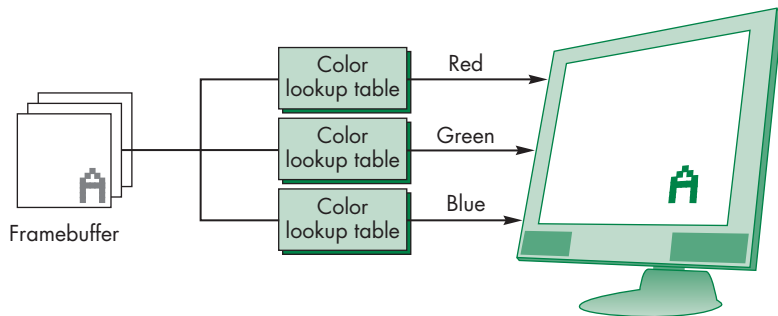 Color
lookup table
Red
Color
lookup table
Green
Color
lookup table
Blue
A
A
Framebuffer